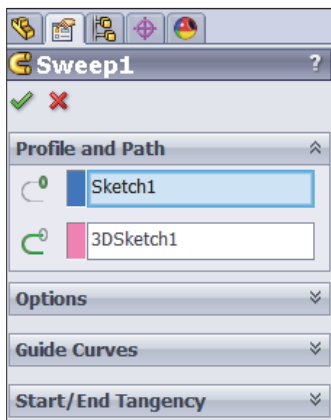 Sweep1 ?
Profile and Path
Sketch1
3DSketch1
Options
Guide Curves
Start/End Tangency